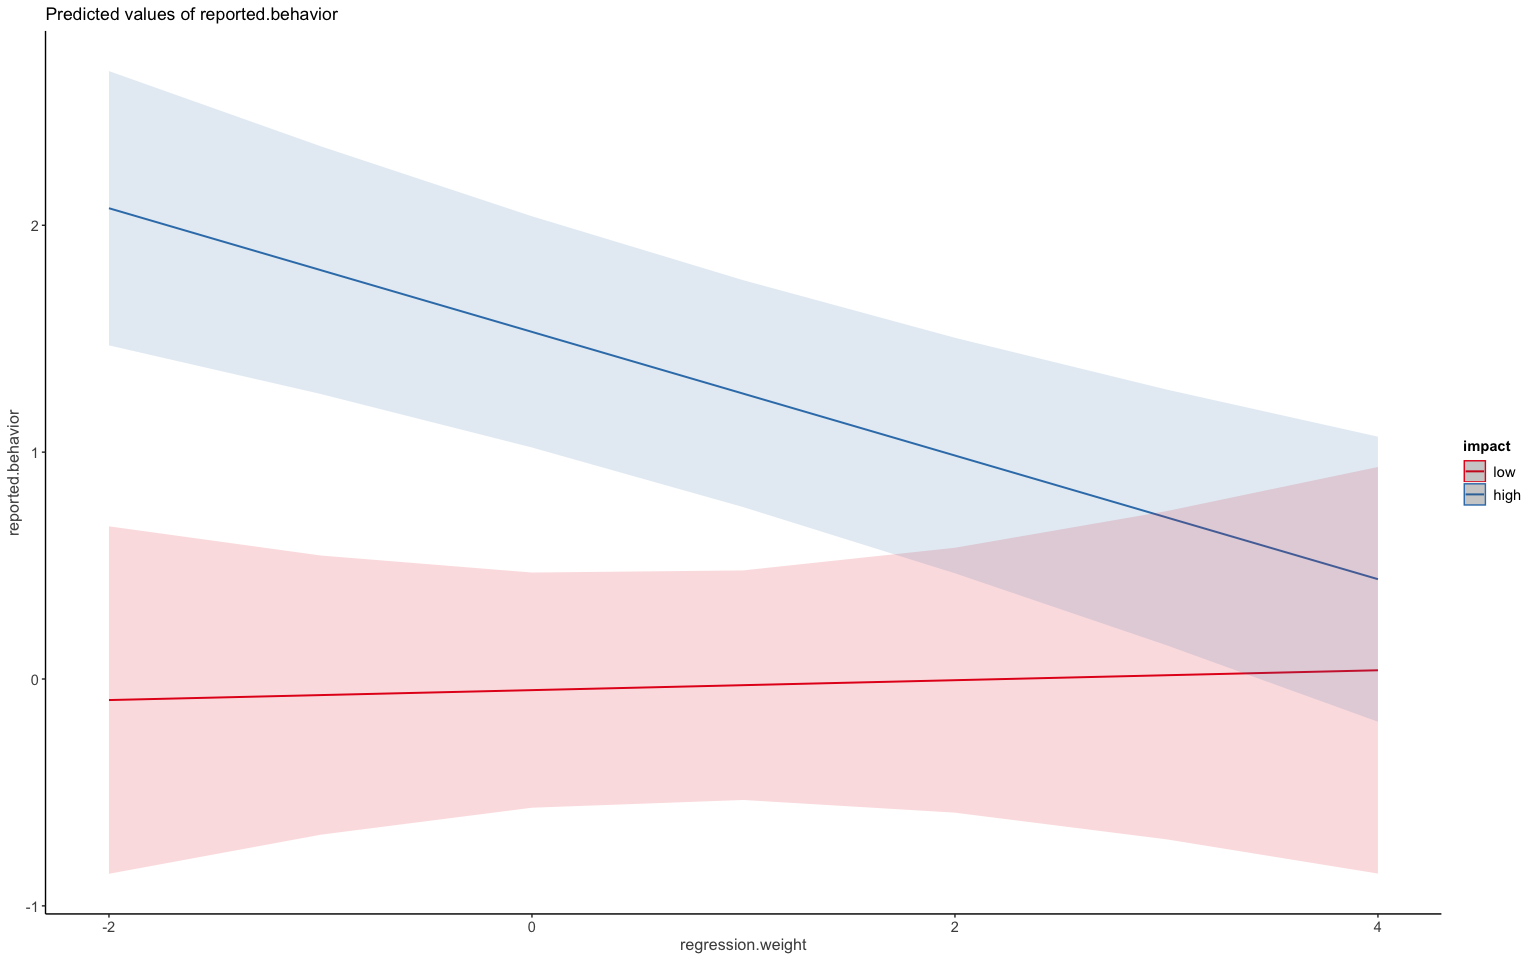 Predicted values of reported.behavior
2
1
0
-1
reported.behavior
-2
0
2
4
regression.weight
impact
low
high